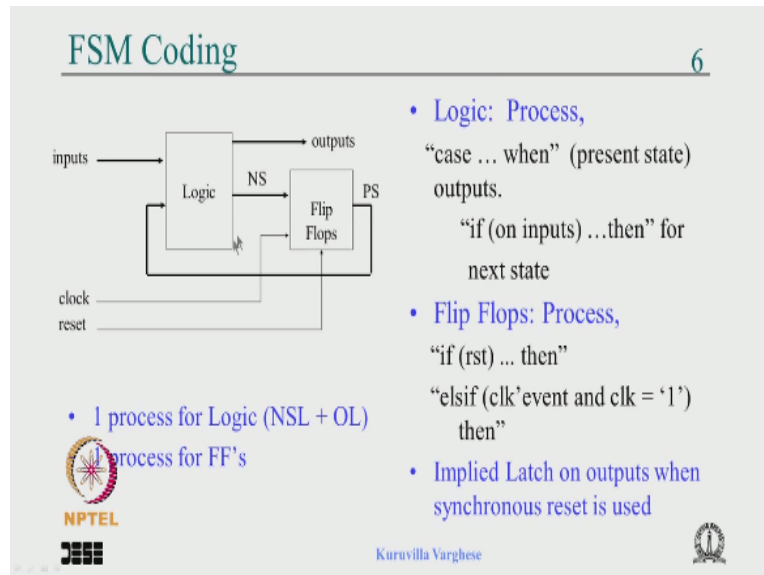 FSM Coding
6
inputs
outputs
Logic
NS
PS
Flip
Flops
clock
reset
• 1 process for Logic (NSL + OL)
1 process for FF's
• Logic: Process,
“case ... when” (present state)
outputs.
“if (on inputs) ...then” for
next state
• Flip Flops: Process,
“if (rst) ... then”
“elsif (clk’event and clk = ‘1’)
then”
• Implied Latch on outputs when
synchronous reset is used
NPTEL
DESE
Kuruvilla Varghese